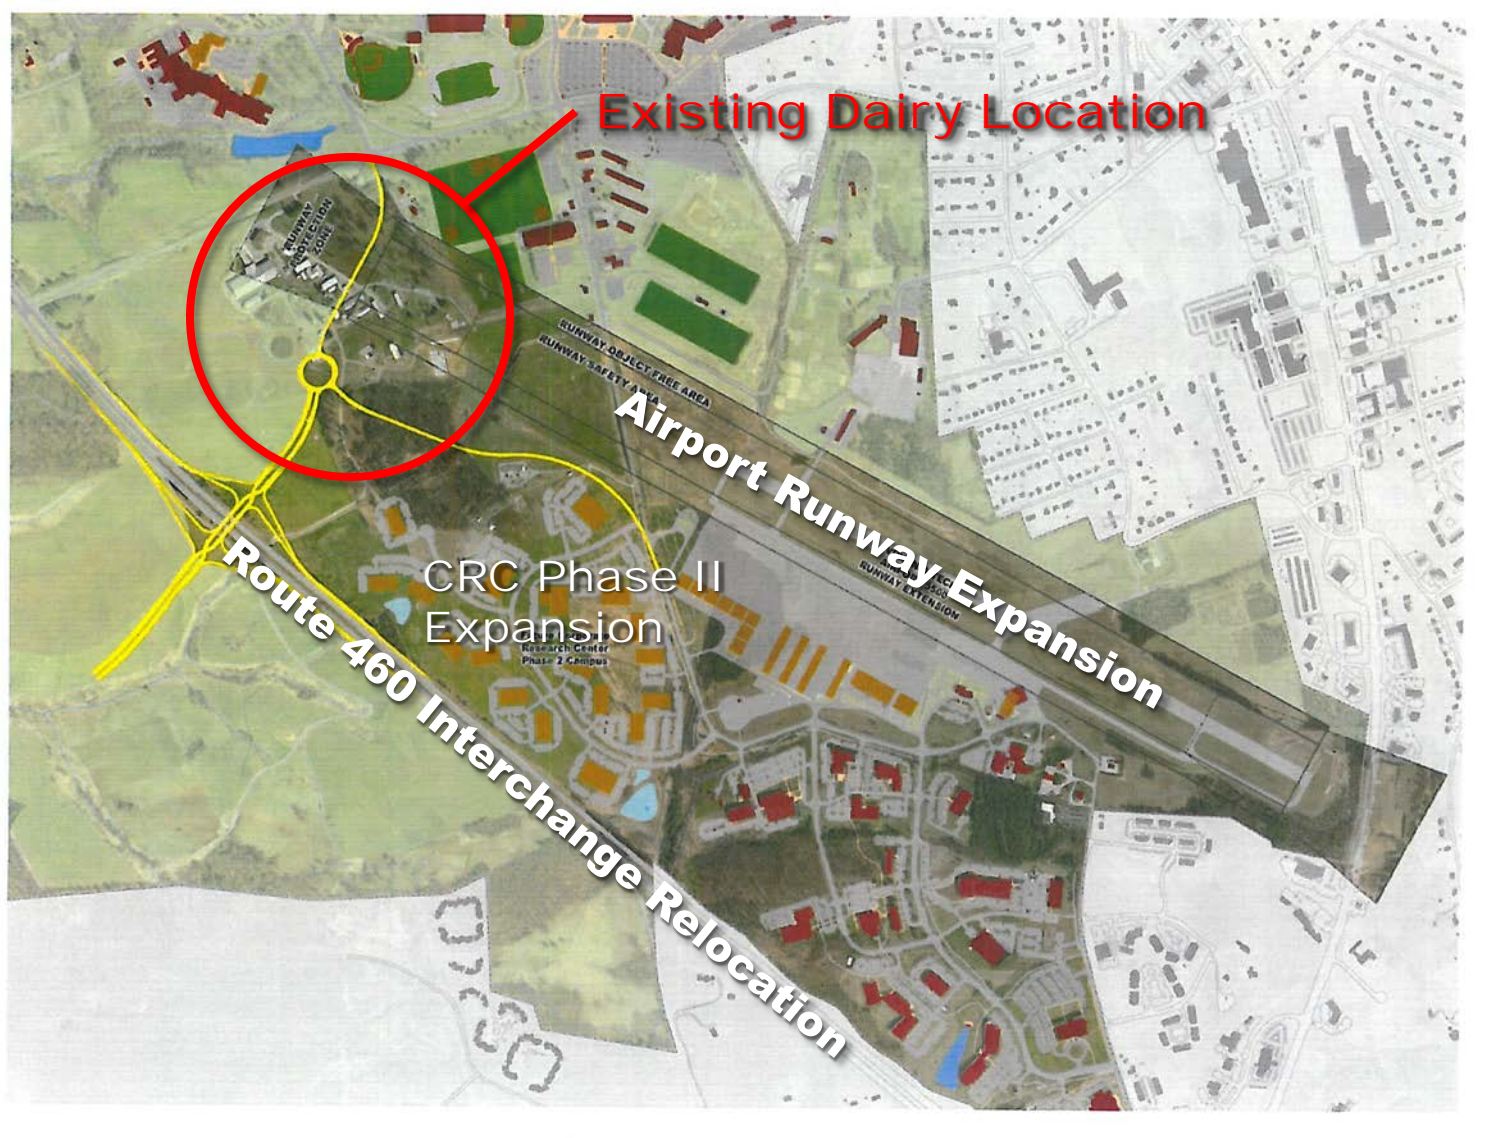 Existing Dairy Location
RUNWAY
PROTECTION
ZONE
RUNWAY OBJECT FREE AREA
RUNWAY SAFETY AREA
Airport Runway Expansion
RUNWAY EXTENSION
CRC Phase II
Expansion
Research Center
Phase 2 Campus
Route 460 Interchange Relocation